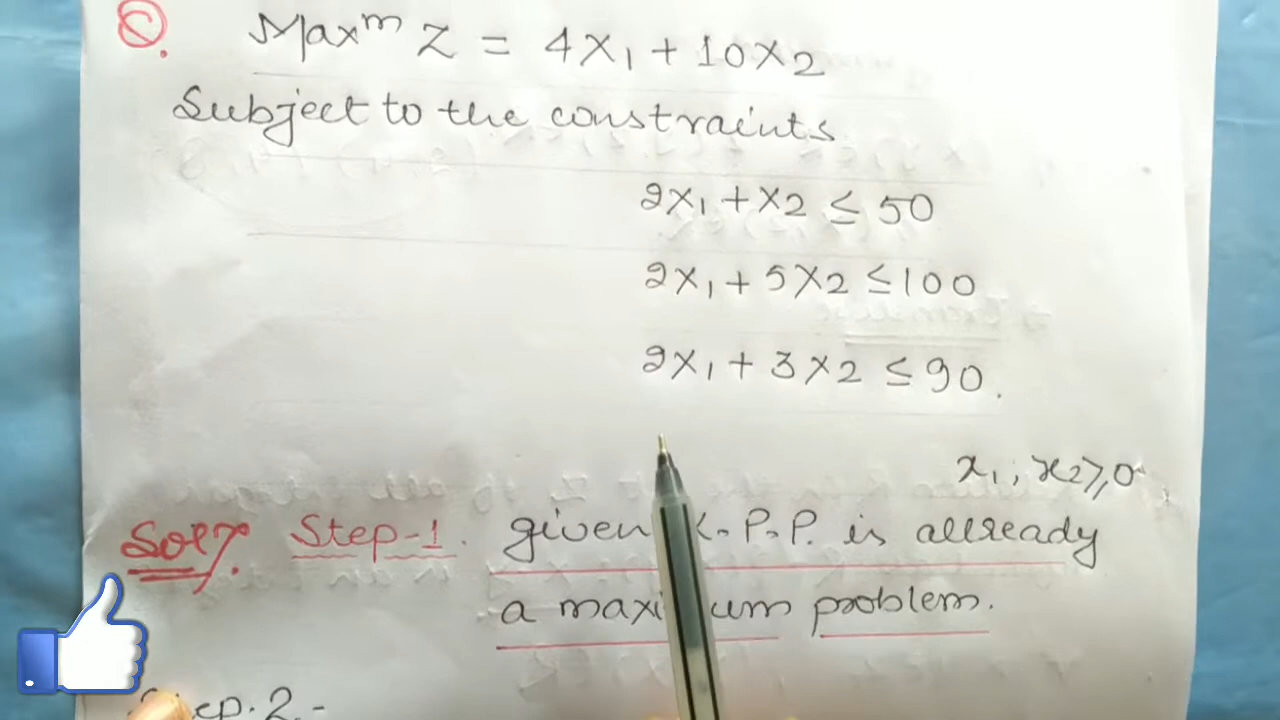 Q. Maxᵐ Z = 4X₁ + 10X₂
Subject to the constraints
2X₁ + X₂ ≤ 50
2X₁ + 5X₂ ≤ 100
2X₁ + 3X₂ ≤ 90.
x₁, x₂ ≥ 0
Solⁿ. Step-1. given P.P. is allready
a problem.